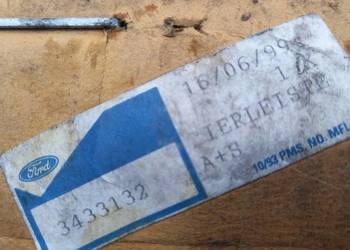 16/06/99
1 
IERLEISTE
A+S
10/93 PMS. NO. MFL
Ford
3433132